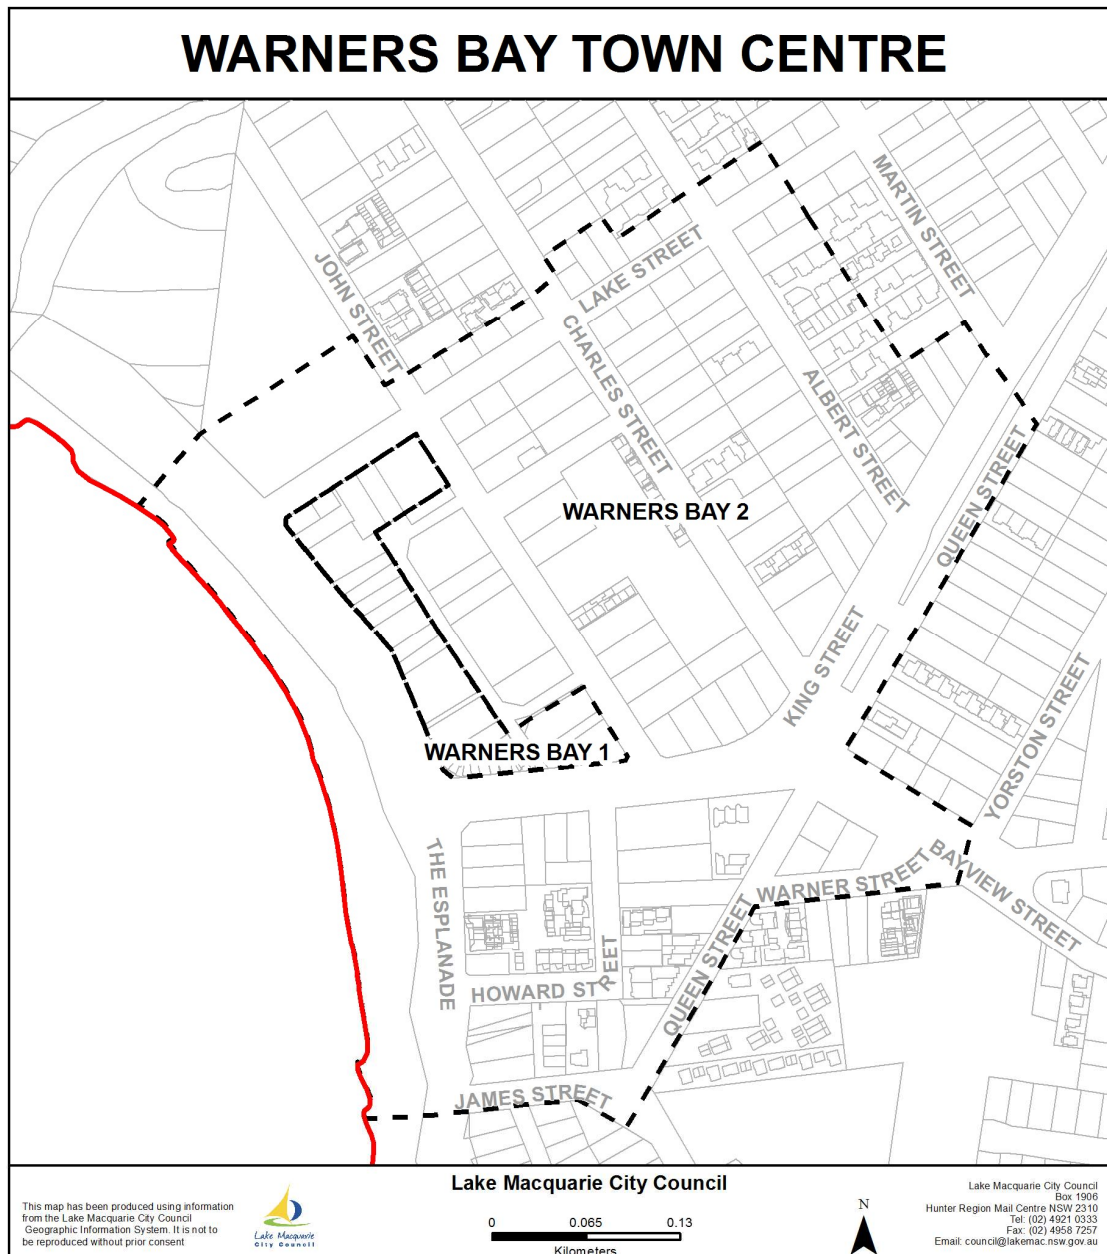 WARNERS BAY TOWN CENTRE
MARTIN STREET
JOHN STREET
LAKE STREET
CHARLES STREET
ALBERT STREET
QUEEN STREET
WARNERS BAY 2
KING STREET
YORSTON STREET
WARNERS BAY 1
THE ESPLANADE
WARNER STREET
BAYVIEW STREET
QUEEN STREET
HOWARD ST
REET
JAMES STREET
Lake Macquarie City Council
This map has been produced using information
from the Lake Macquarie City Council
Geographic Information System. It is not to
be reproduced without prior consent
Lake Macquarie
City Council
0 0.065 0.13
Kilometers
N
Lake Macquarie City Council
Box 1906
Hunter Region Mail Centre NSW 2310
Tel: (02) 4921 0333
Fax: (02) 4958 7257
Email: council@lakemac.nsw.gov.au